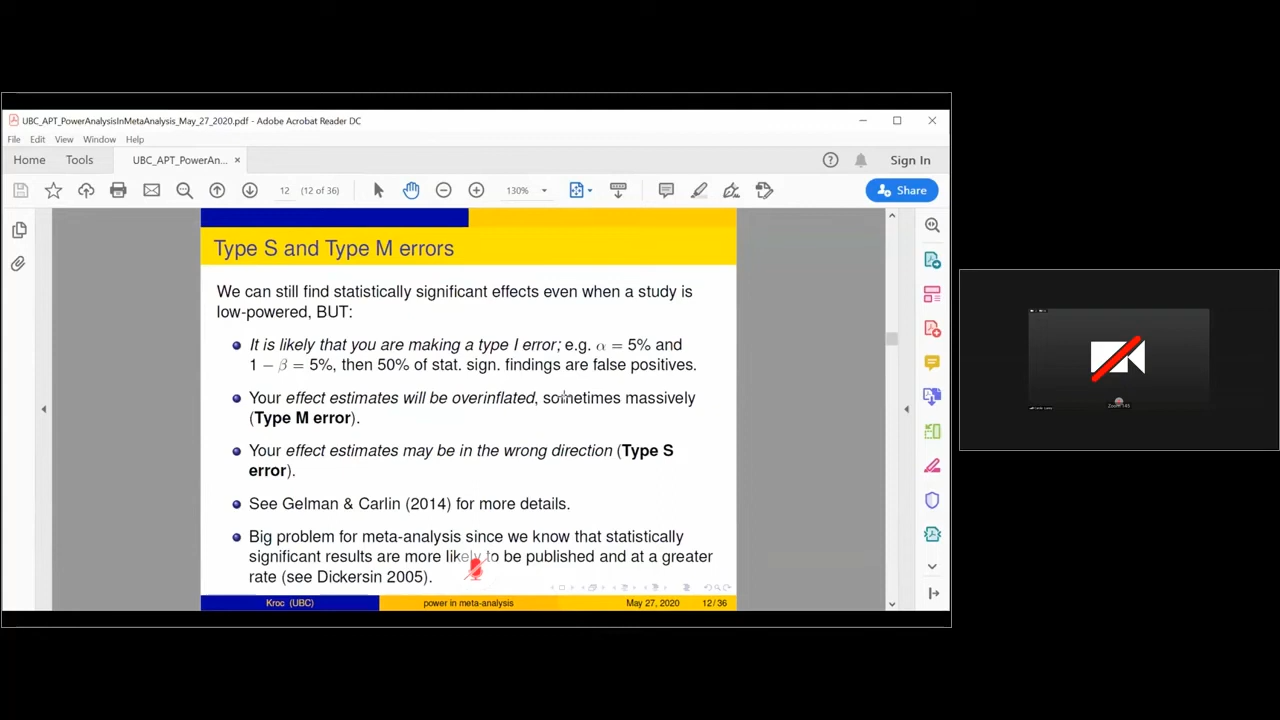 UBC_APT_PowerAnalysisInMetaAnalysis_May_27_2020.pdf - Adobe Acrobat Reader DC
File Edit View Window Help
Home Tools UBC_APT_PowerAn... × Sign In
12 (12 of 36) 130% Share
Type S and Type M errors
We can still find statistically significant effects even when a study is
low-powered, BUT:
It is likely that you are making a type I error; e.g. α = 5% and
1 − β = 5%, then 50% of stat. sign. findings are false positives.
Your effect estimates will be overinflated, sometimes massively
(Type M error).
Your effect estimates may be in the wrong direction (Type S
error).
See Gelman & Carlin (2014) for more details.
Big problem for meta-analysis since we know that statistically
significant results are more likely to be published and at a greater
rate (see Dickersin 2005).
Kroc (UBC) power in meta-analysis May 27, 2020 12/36